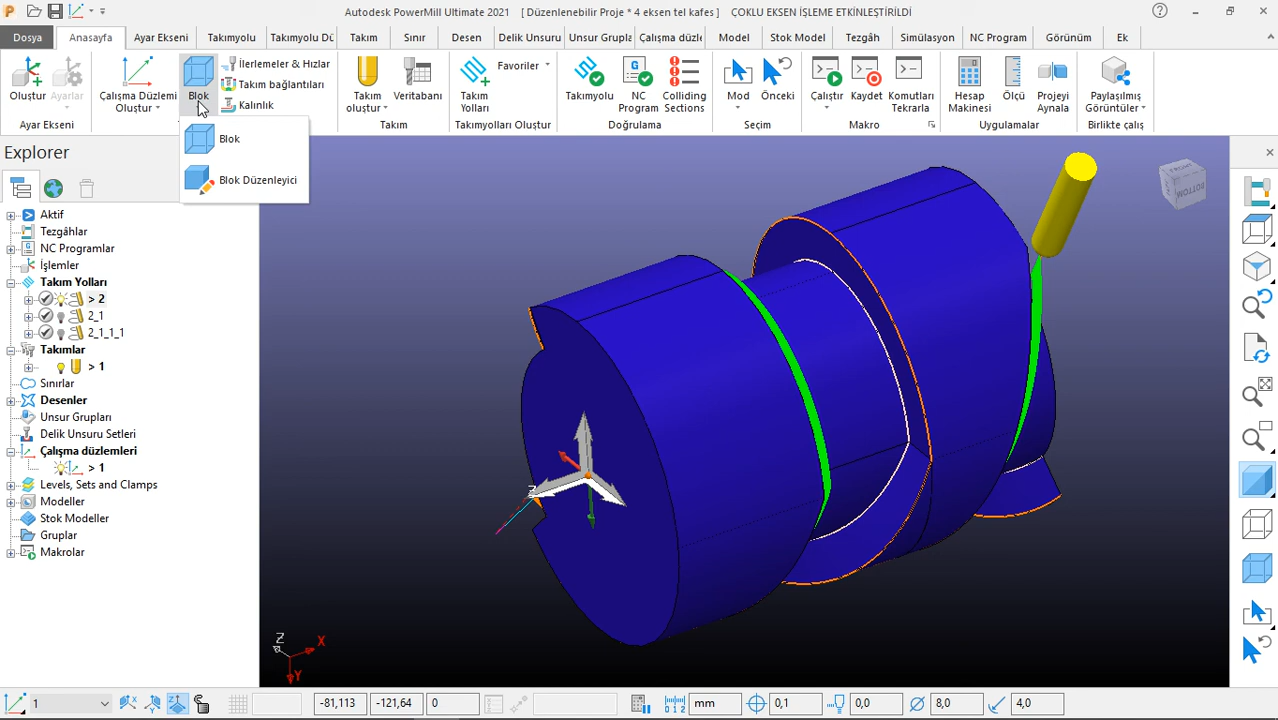 Autodesk PowerMill Ultimate 2021 [ Düzenlenebilir Proje * 4 eksen tel kafes ] ÇOKLU EKSEN İŞLEME ETKİNLEŞTİRİLDİ
Dosya Anasayfa Ayar Ekseni Takımyolu Takımyolu Dü Takım Sınır Desen Delik Unsuru Unsur Grupla Çalışma düzle Model Stok Model Tezgâh Simülasyon NC Program Görünüm Ek
Oluştur Ayarlar
Ayar Ekseni
Çalışma Düzlemi Oluştur
Blok
İlerlemeler & Hızlar
Takım bağlantıları
Kalınlık
Takım oluştur Veritabanı
Takım
Takım Yolları
Favoriler
Takımyolları Oluştur
Takımyolu NC Program Colliding Sections
Doğrulama
Mod Önceki
Seçim
Çalıştır Kaydet Komutları Tekrarla
Makro
Hesap Makinesi Ölçü Projeyi Aynala
Uygulamalar
Paylaşılmış Görüntüler
Birlikte çalış
Blok
Blok Düzenleyici
Explorer
Aktif
Tezgâhlar
NC Programlar
İşlemler
Takım Yolları
> 2
2_1
2_1_1_1
Takımlar
> 1
Sınırlar
Desenler
Unsur Grupları
Delik Unsuru Setleri
Çalışma düzlemleri
> 1
Levels, Sets and Clamps
Modeller
Stok Modeller
Gruplar
Makrolar
BOTTOM
Z
Z X
Y
1 -81,113 -121,64 0 mm 0,1 0,0 8,0 4,0